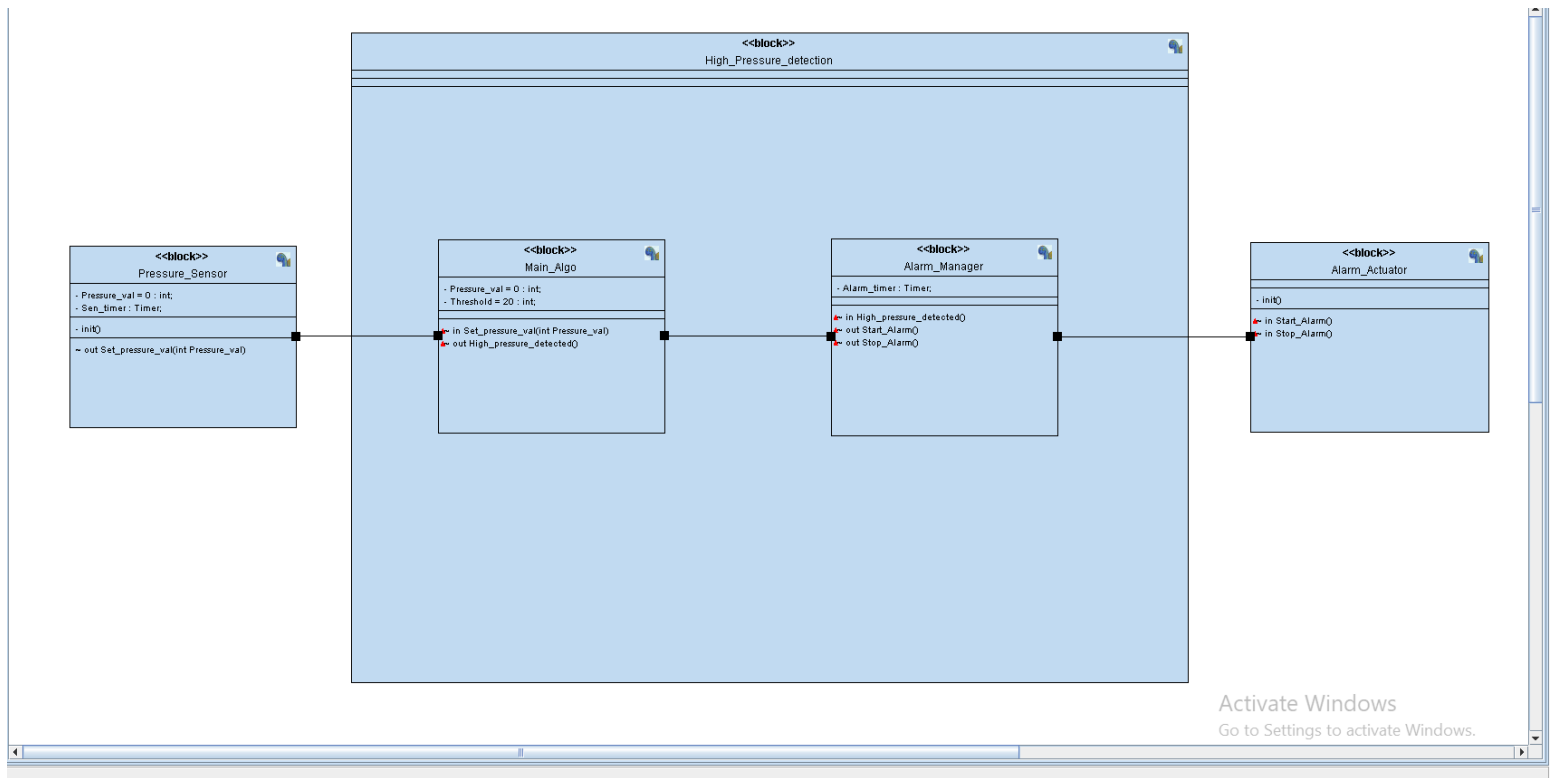 <<block>>
High_Pressure_detection
<<block>>
Pressure_Sensor
- Pressure_val = 0 : int;
- Sen_timer : Timer;
- init()
~ out Set_pressure_val(int Pressure_val)
<<block>>
Main_Algo
- Pressure_val = 0 : int;
- Threshold = 20 : int;
~ in Set_pressure_val(int Pressure_val)
~ out High_pressure_detected()
<<block>>
Alarm_Manager
- Alarm_timer : Timer;
~ in High_pressure_detected()
~ out Start_Alarm()
~ out Stop_Alarm()
<<block>>
Alarm_Actuator
- init()
~ in Start_Alarm()
~ in Stop_Alarm()
Activate Windows
Go to Settings to activate Windows.